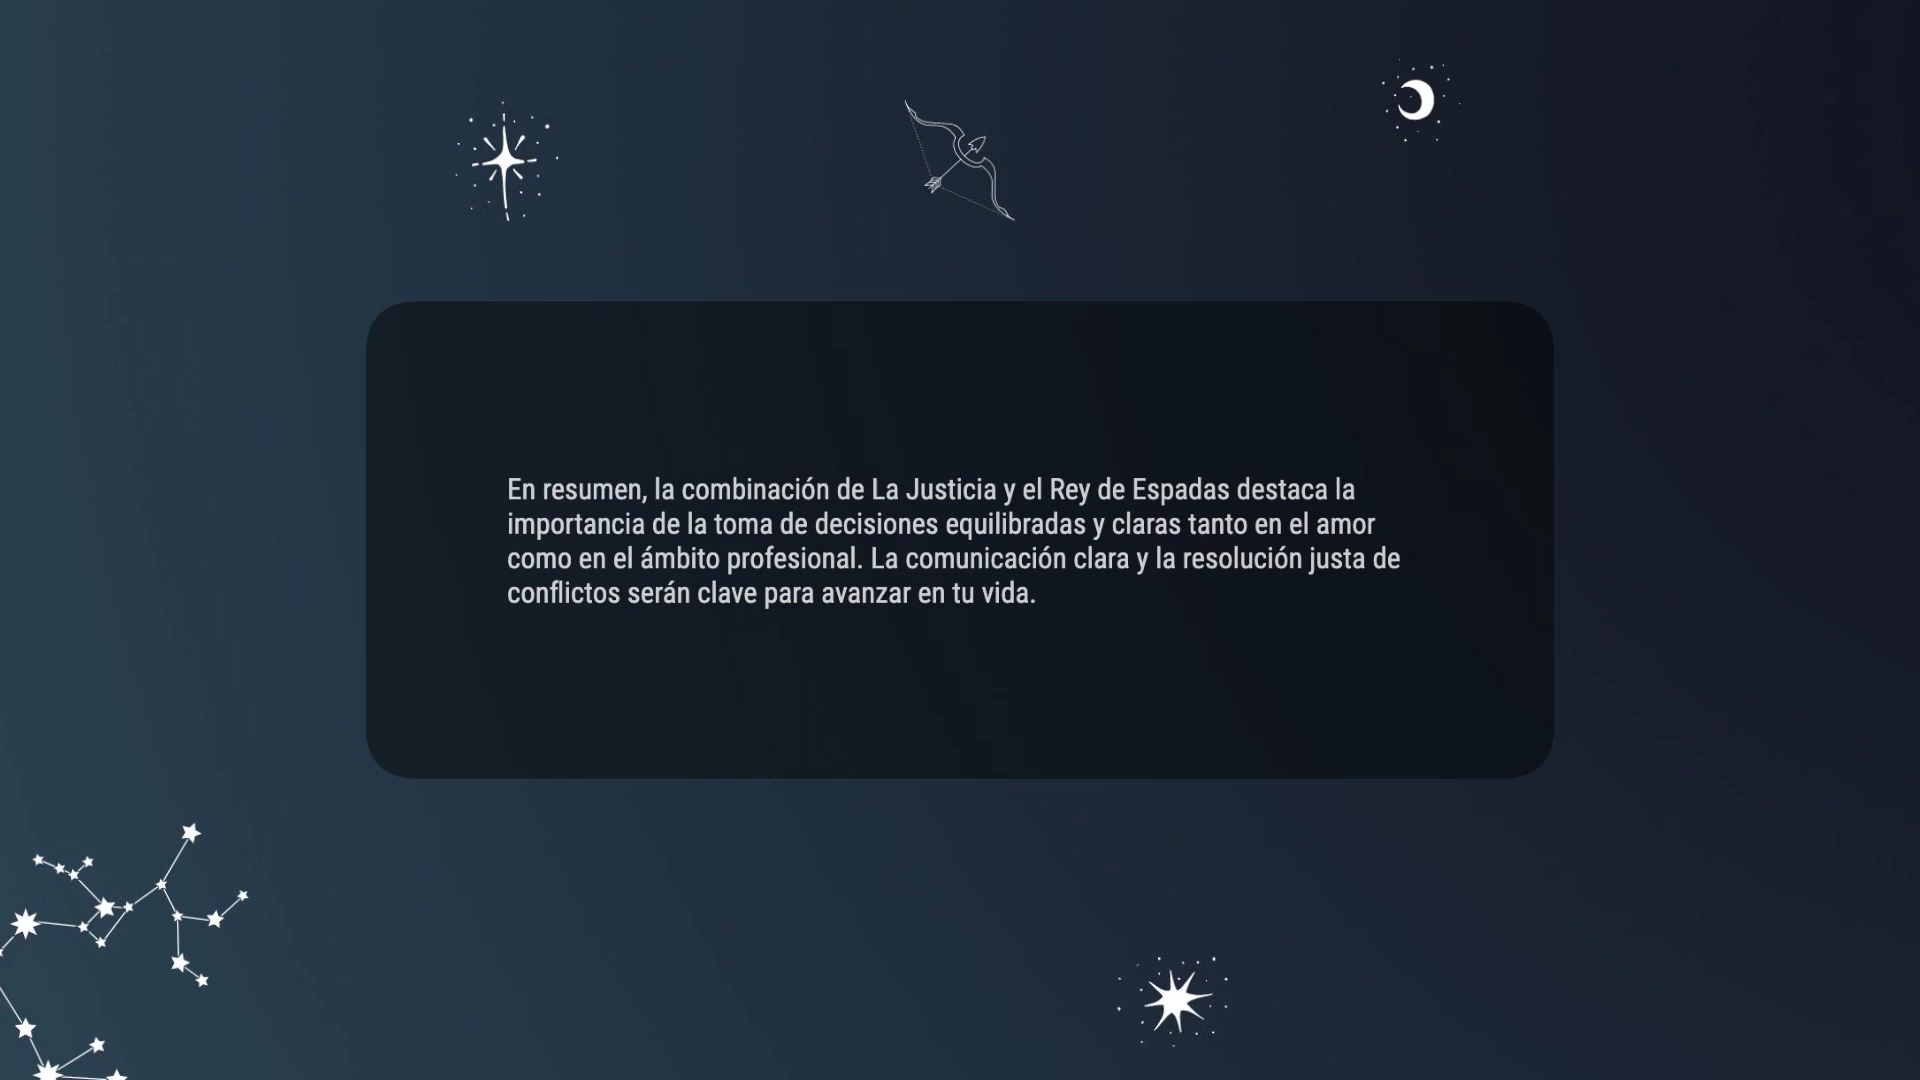 En resumen, la combinación de La Justicia y el Rey de Espadas destaca la
importancia de la toma de decisiones equilibradas y claras tanto en el amor
como en el ámbito profesional. La comunicación clara y la resolución justa de
conflictos serán clave para avanzar en tu vida.